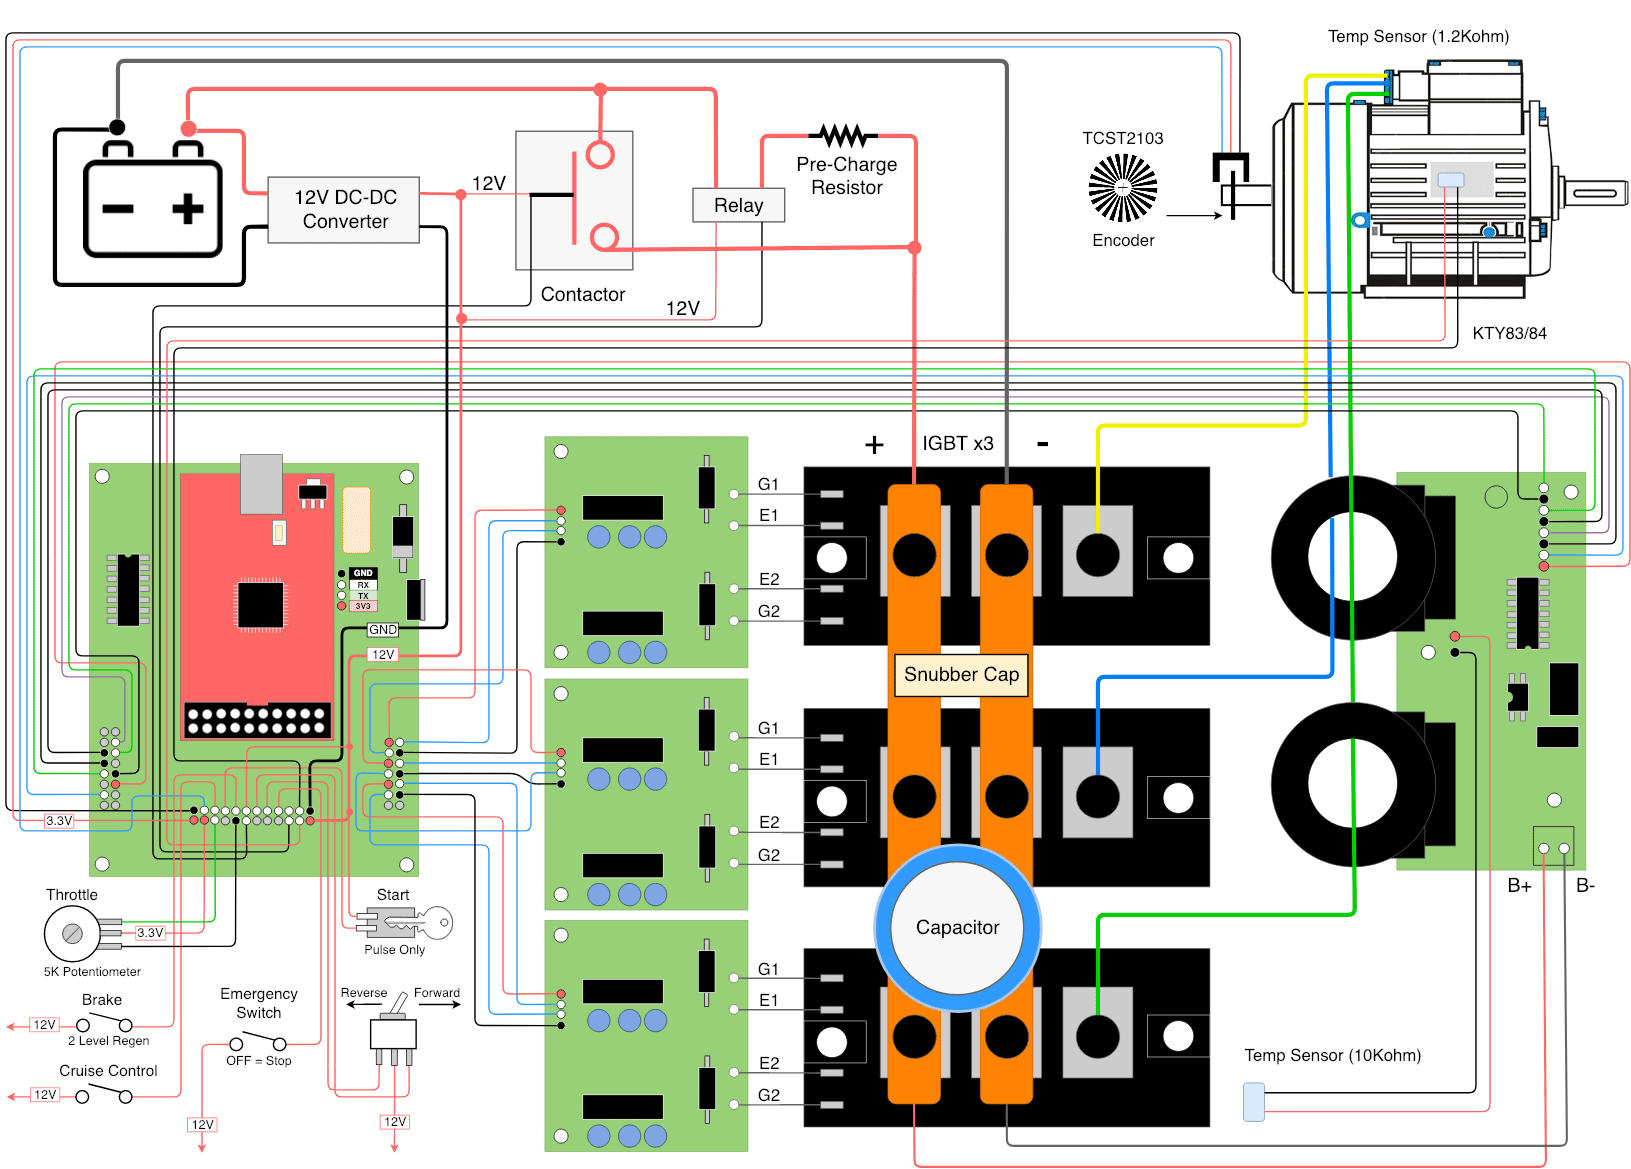 Temp Sensor (1.2Kohm)
TCST2103
Encoder
12V DC-DC
Converter
12V
Contactor
Relay
12V
Pre-Charge
Resistor
KTY83/84
+ IGBT x3 -
GND
RX
TX
3V3
GND
12V
3.3V
G1
E1
E2
G2
Snubber Cap
G1
E1
E2
G2
Capacitor
G1
E1
E2
G2
B+ B-
Throttle
3.3V
5K Potentiometer
Start
Pulse Only
Brake
12V
2 Level Regen
Emergency
Switch
OFF = Stop
12V
Reverse Forward
12V
Cruise Control
12V
Temp Sensor (10Kohm)